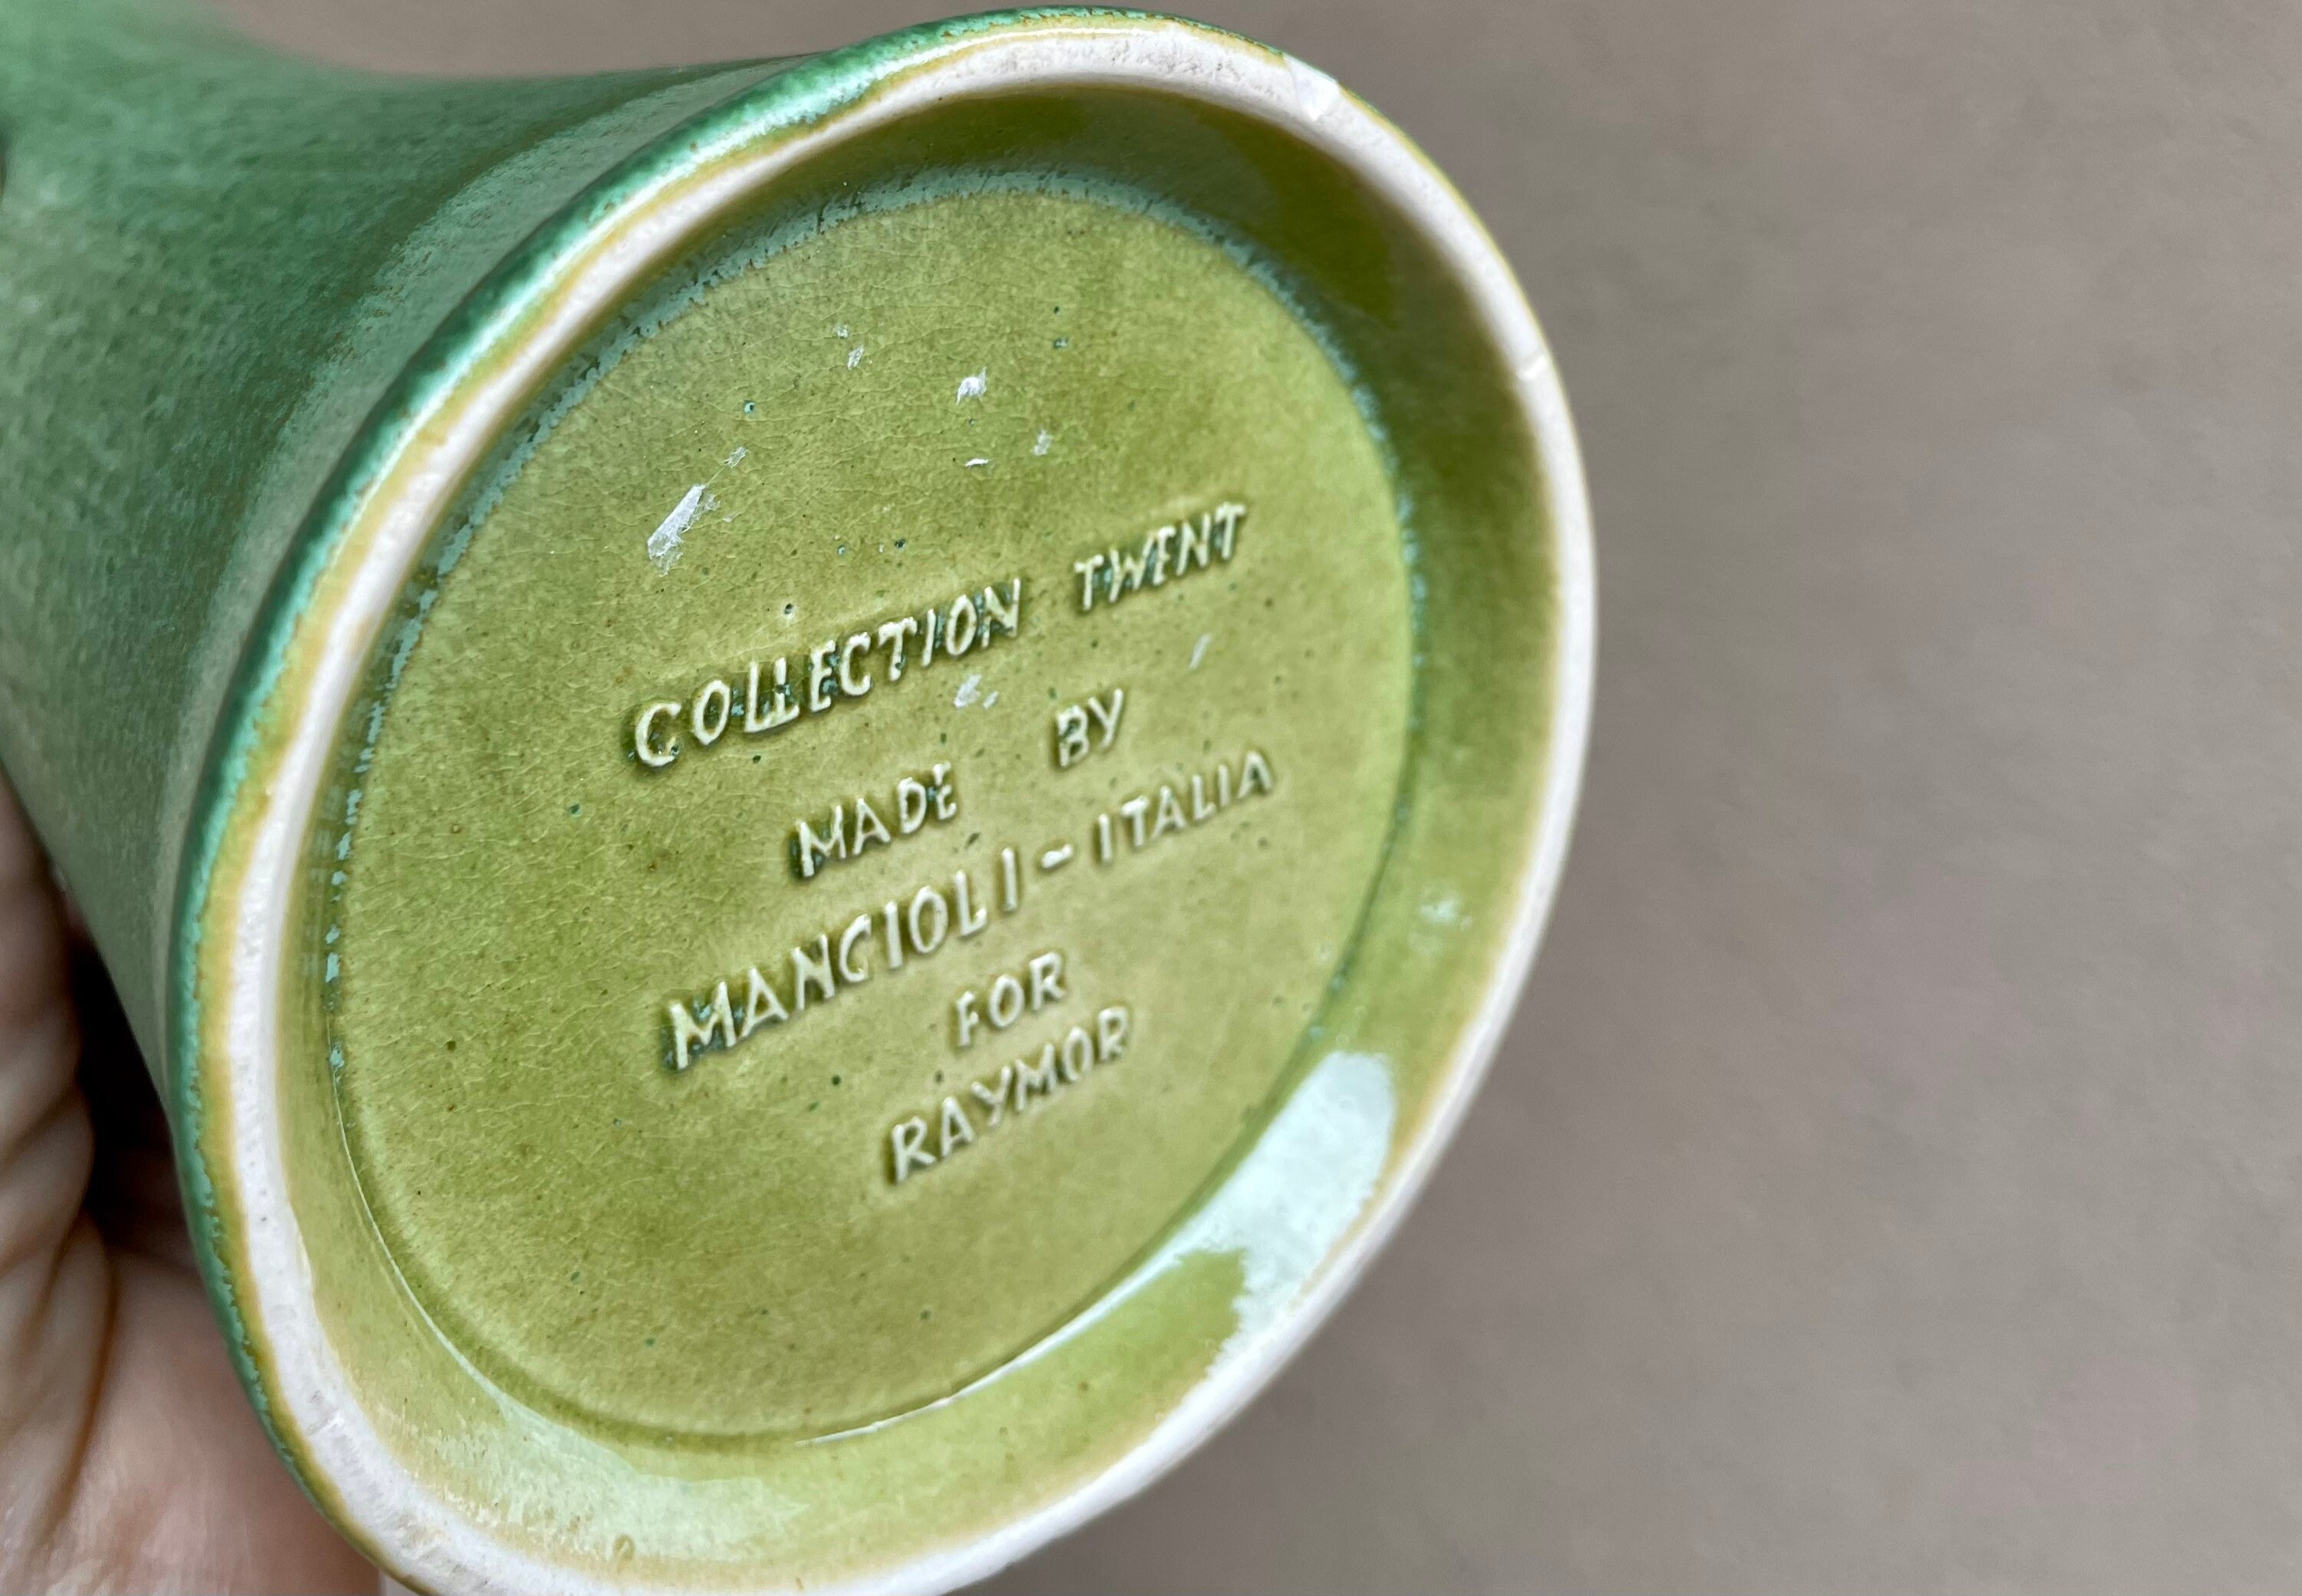 COLLECTION TWENT
MADE BY
MANCIOLI - ITALIA
FOR
RAYMOR